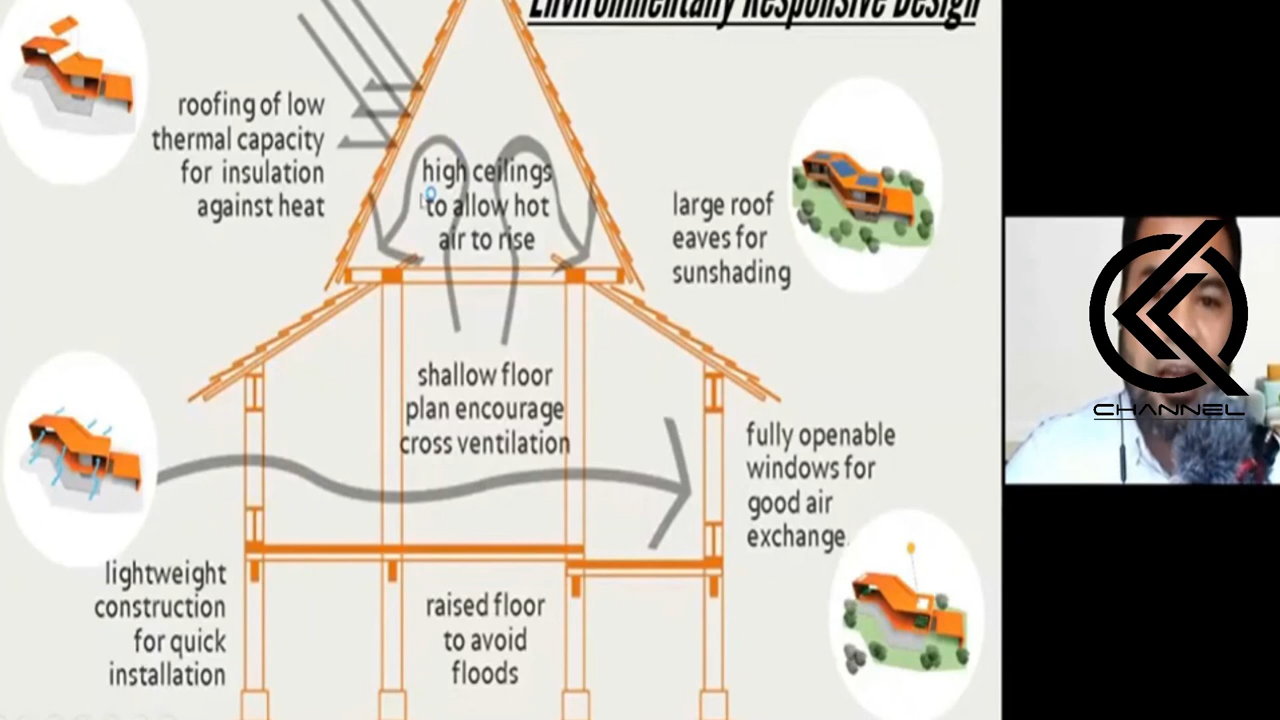 Environmentally Responsive Design
roofing of low
thermal capacity
for insulation
against heat
high ceilings
to allow hot
air to rise
large roof
eaves for
sunshading
shallow floor
plan encourage
cross ventilation
fully openable
windows for
good air
exchange
lightweight
construction
for quick
installation
raised floor
to avoid
floods
CHANNEL